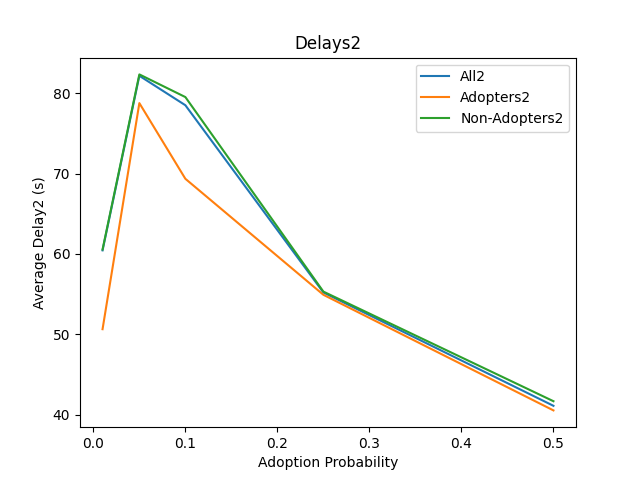 Delays2
All2
Adopters2
Non-Adopters2
Average Delay2 (s)
80
70
60
50
40
0.0 0.1 0.2 0.3 0.4 0.5
Adoption Probability